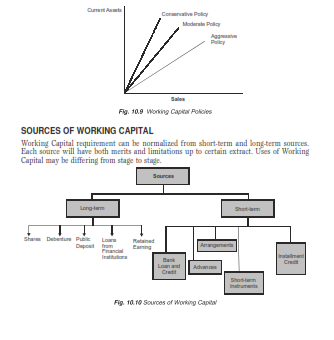 Current Assets
Conservative Policy
Moderate Policy
Aggressive
Policy
Sales
Fig. 10.9 Working Capital Policies
SOURCES OF WORKING CAPITAL
Working Capital requirement can be normalized from short-term and long-term sources.
Each source will have both merits and limitations up to certain extract. Uses of Working
Capital may be differing from stage to stage.
Sources
Long-term
Short-term
Shares
Debenture
Public
Deposit
Loans
from
Financial
Institutions
Retained
Earning
Bank
Loan and
Credit
Arrangements
Advances
Short-term
Instruments
Installment
Credit
Fig. 10.10 Sources of Working Capital